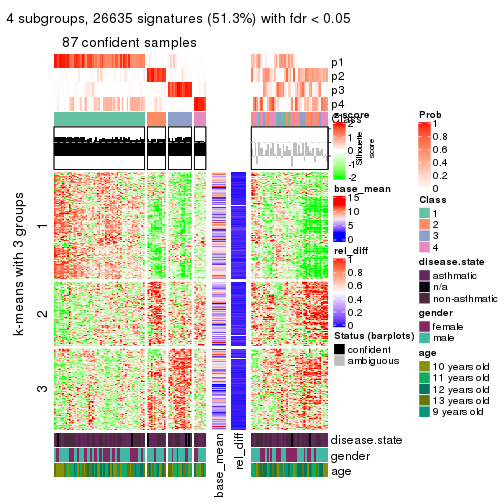 4 subgroups, 26635 signatures (51.3%) with fdr < 0.05
87 confident samples
p1
p2
p3
p4
Class
Silhouette
score
k-means with 3 groups
1
2
3
disease.state
gender
age
base_mean
rel_diff
z-score
2
1
0
-1
-2
base_mean
15
10
5
0
rel_diff
1
0.8
0.6
0.4
0.2
0
Status (barplots)
confident
ambiguous
Prob
1
0.8
0.6
0.4
0.2
0
Class
1
2
3
4
disease.state
asthmatic
n/a
non-asthmatic
gender
female
male
age
10 years old
11 years old
12 years old
13 years old
9 years old